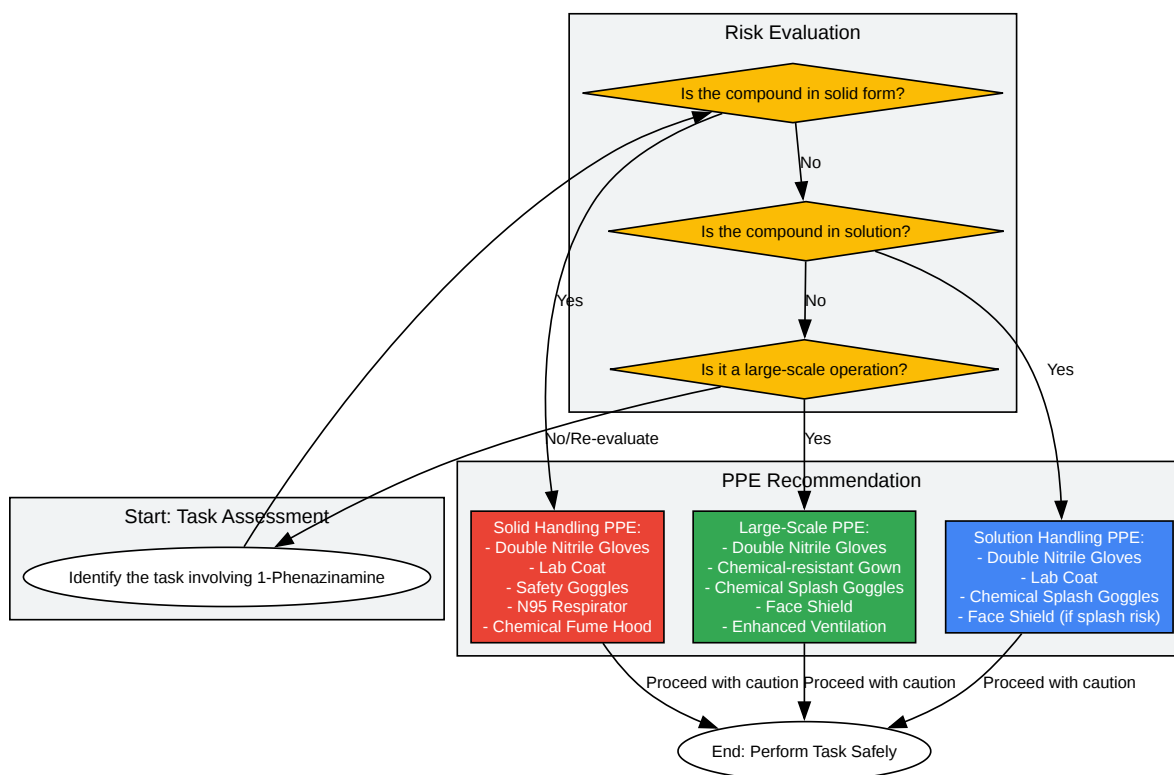 Risk Evaluation
Is the compound in solid form?
No
Is the compound in solution?
Yes
No
Is it a large-scale operation?
Yes
No/Re-evaluate
Yes
PPE Recommendation
Start: Task Assessment
Identify the task involving 1-Phenazinamine
Solid Handling PPE:
- Double Nitrile Gloves
- Lab Coat
- Safety Goggles
- N95 Respirator
- Chemical Fume Hood
Large-Scale PPE:
- Double Nitrile Gloves
- Chemical-resistant Gown
- Chemical Splash Goggles
- Face Shield
- Enhanced Ventilation
Solution Handling PPE:
- Double Nitrile Gloves
- Lab Coat
- Chemical Splash Goggles
- Face Shield (if splash risk)
Proceed with caution
Proceed with caution
Proceed with caution
End: Perform Task Safely